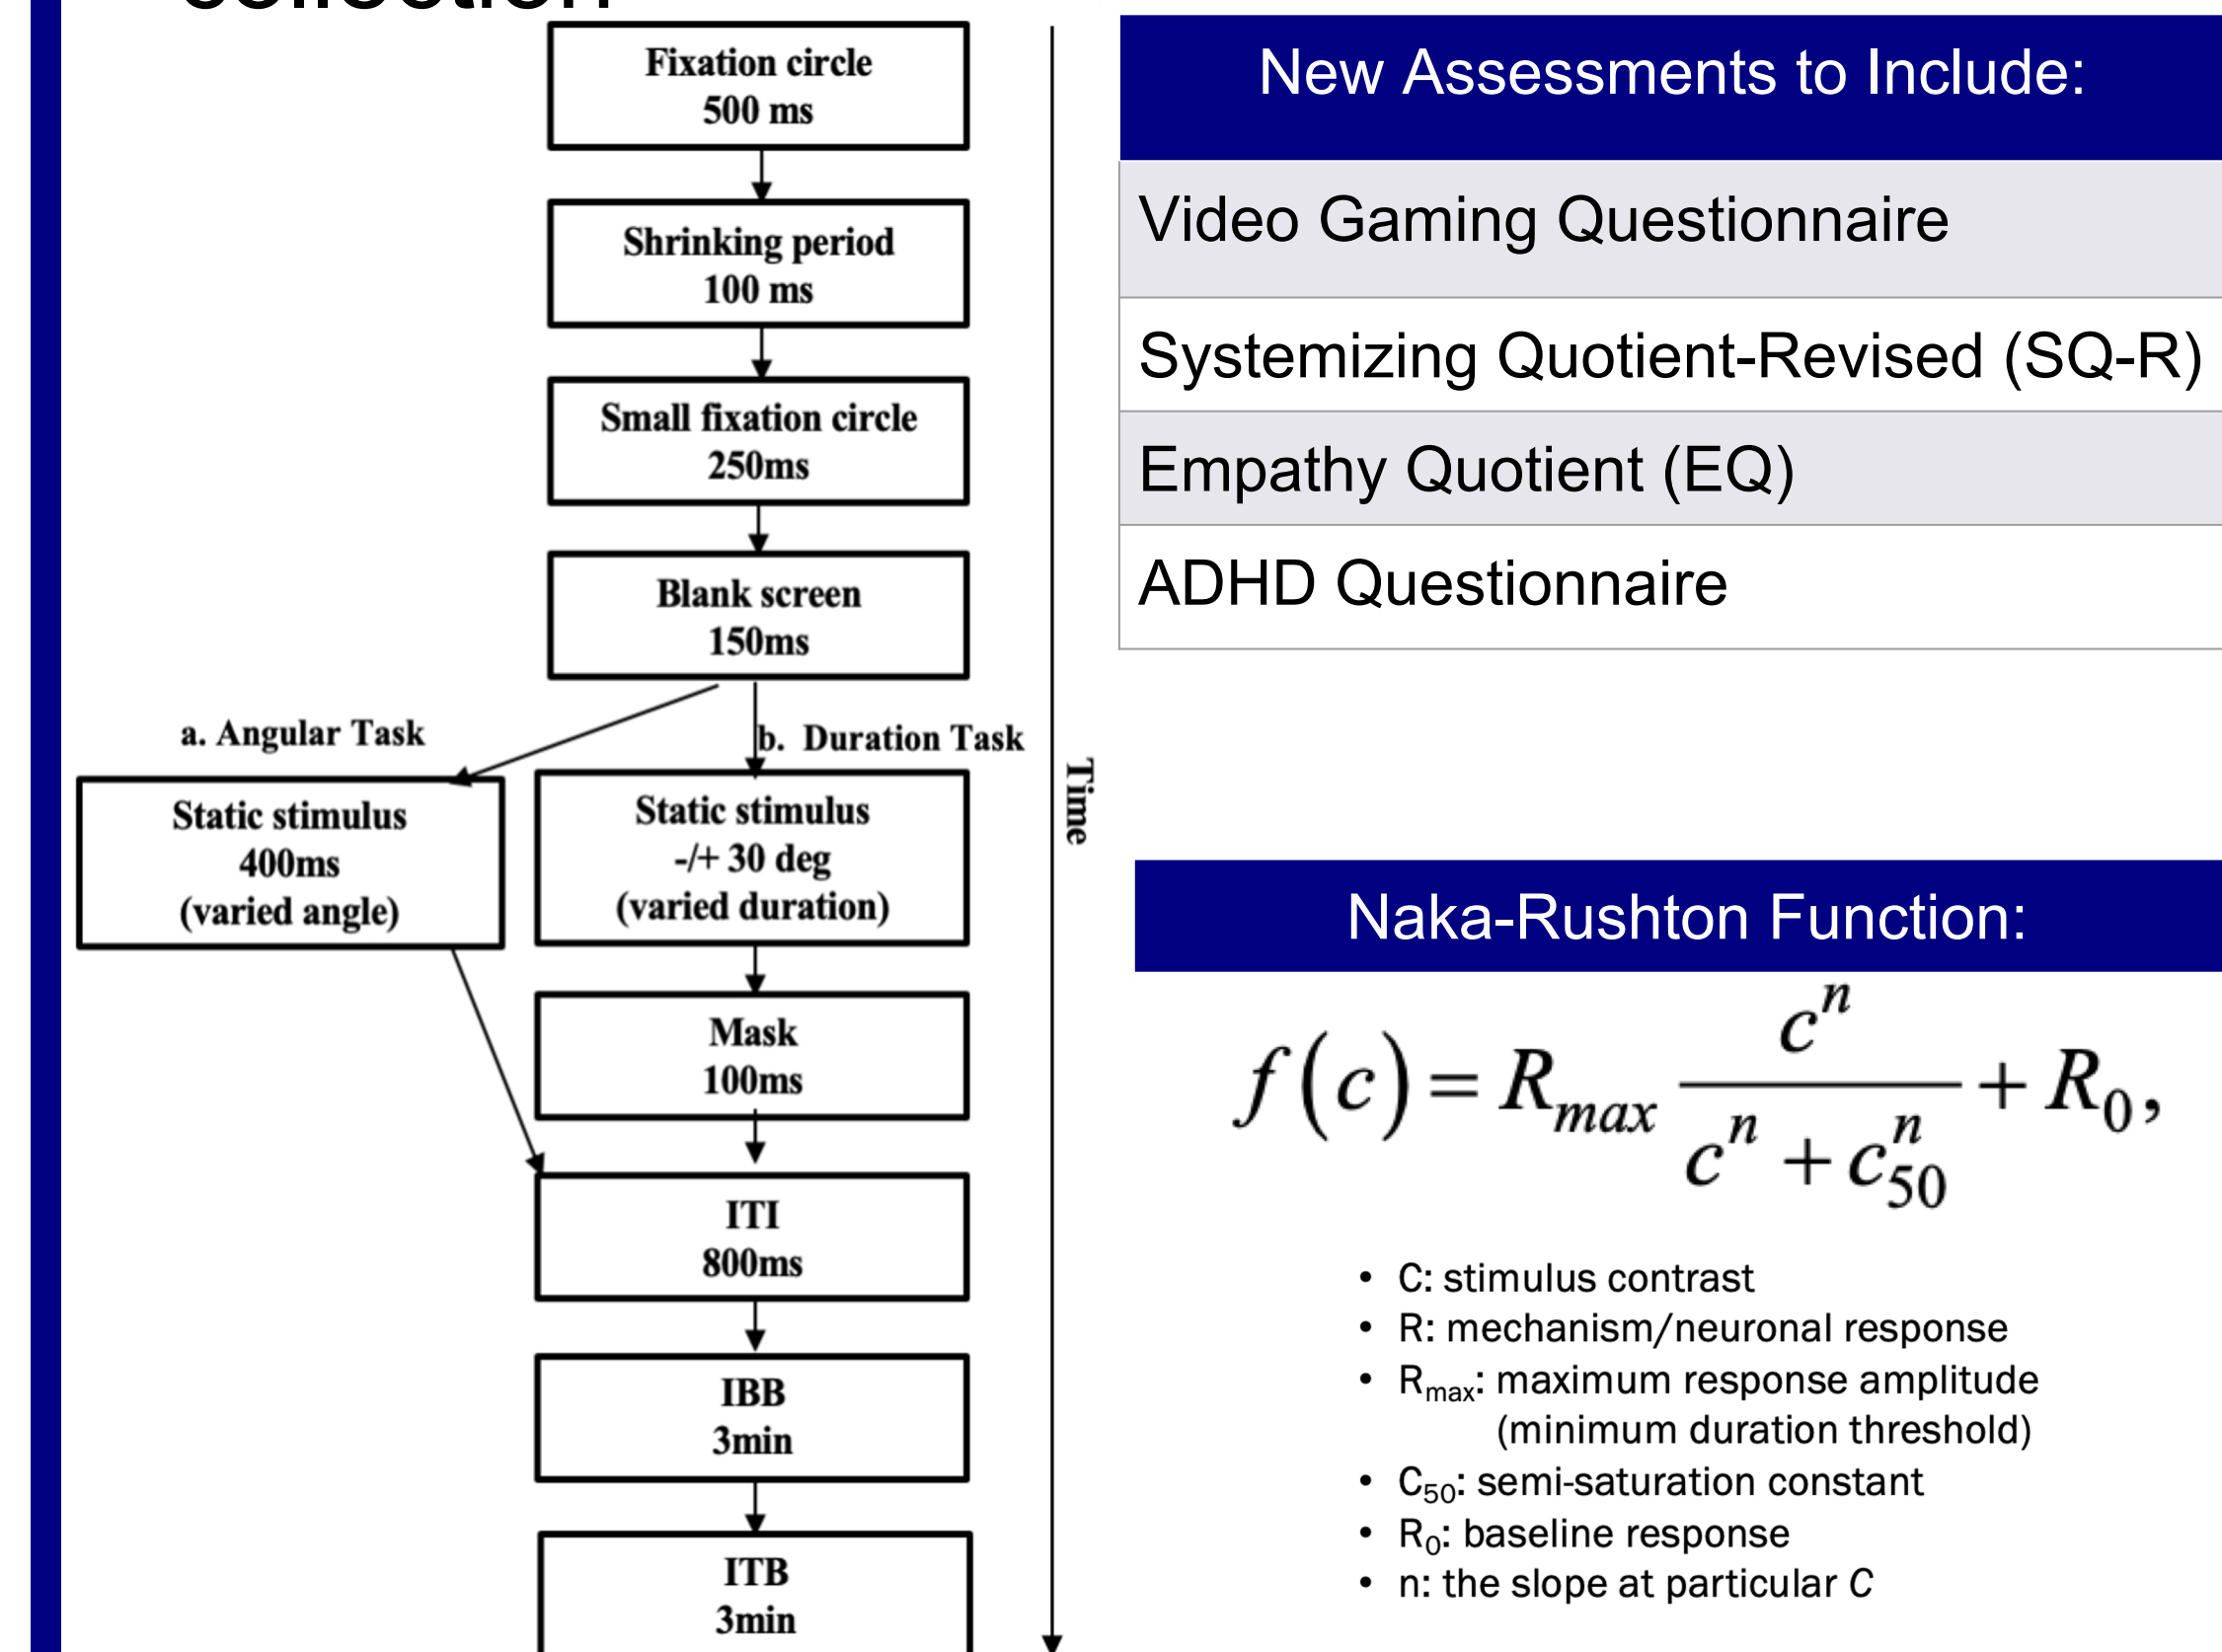 collection
Fixation circle
500 ms
Shrinking period
100 ms
Small fixation circle
250ms
Blank screen
150ms
a. Angular Task
b. Duration Task
Static stimulus
400ms
(varied angle)
Static stimulus
-/+ 30 deg
(varied duration)
Mask
100ms
ITI
800ms
IBB
3min
ITB
3min
Time
New Assessments to Include:
Video Gaming Questionnaire
Systemizing Quotient-Revised (SQ-R)
Empathy Quotient (EQ)
ADHD Questionnaire
Naka-Rushton Function:
f(c) = R_max c^n / (c^n + c_50^n) + R_0,
• C: stimulus contrast
• R: mechanism/neuronal response
• R_max: maximum response amplitude
(minimum duration threshold)
• C_50: semi-saturation constant
• R_0: baseline response
• n: the slope at particular C